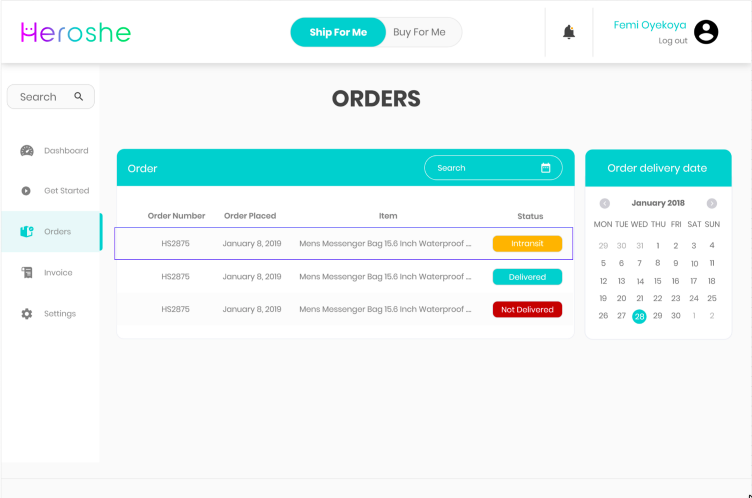 Heroshe
Ship For Me
Buy For Me
Femi Oyekoya
Log out
Search
ORDERS
Dashboard
Get Started
Orders
Invoice
Settings
Order
Search
Order Number Order Placed Item Status
HS2875 January 8, 2019 Mens Messenger Bag 15.6 Inch Waterproof ... Intransit
HS2875 January 8, 2019 Mens Messenger Bag 15.6 Inch Waterproof ... Delivered
HS2875 January 8, 2019 Mens Messenger Bag 15.6 Inch Waterproof ... Not Delivered
Order delivery date
January 2018
MON TUE WED THU FRI SAT SUN
29 30 31 1 2 3 4
5 6 7 8 9 10 11
12 13 14 15 16 17 18
19 20 21 22 23 24 25
26 27 28 29 30 1 2